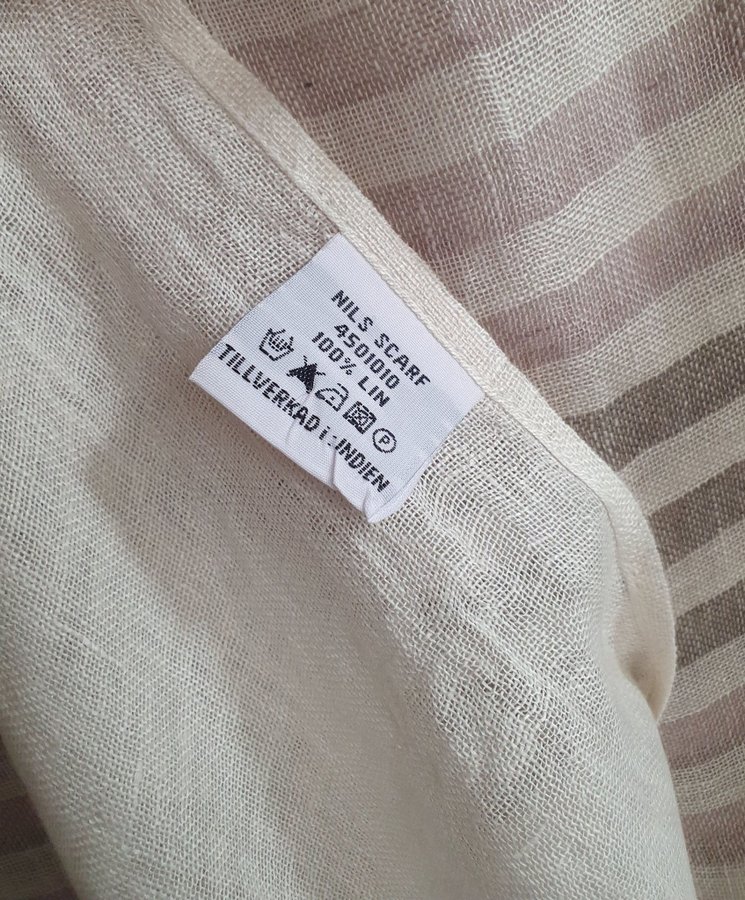 NILS SCARF
4501010
100% LIN
P
TILLVERKAD i: INDIEN